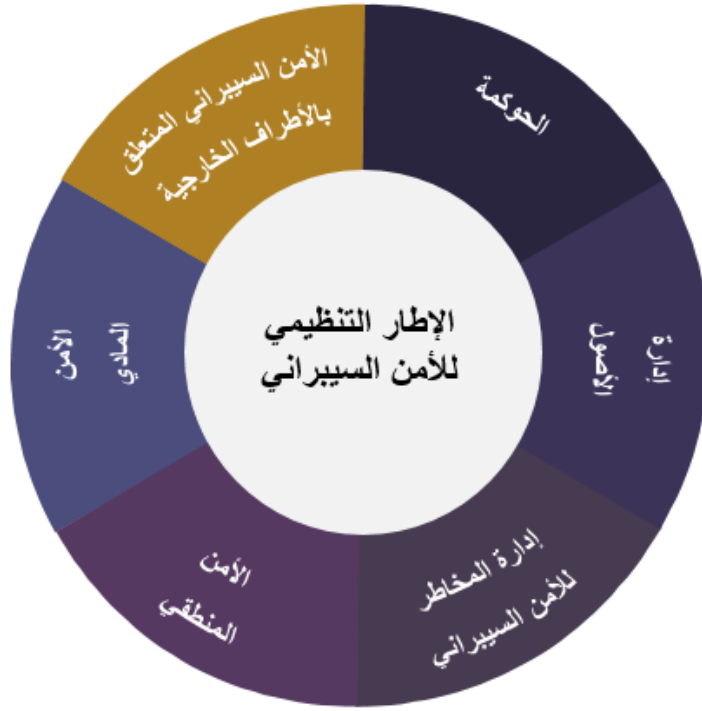 الإطار التنظيمي
للأمن السيبراني
الحوكمة
إدارة
الأصول
إدارة المخاطر
للأمن السيبراني
الأمن
المنطقي
الأمن
المادي
الأمن السيبراني المتعلق
بالأطراف الخارجية